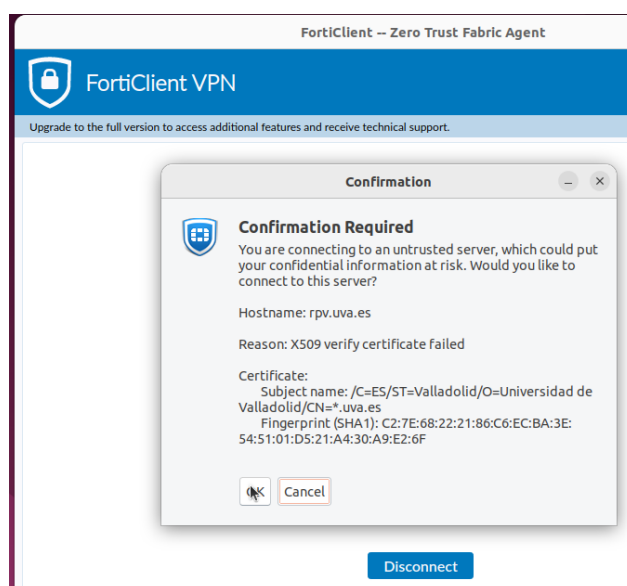 FortiClient -- Zero Trust Fabric Agent
FortiClient VPN
Upgrade to the full version to access additional features and receive technical support.
Confirmation
Confirmation Required
You are connecting to an untrusted server, which could put
your confidential information at risk. Would you like to
connect to this server?
Hostname: rpv.uva.es
Reason: X509 verify certificate failed
Certificate:
Subject name: /C=ES/ST=Valladolid/O=Universidad de
Valladolid/CN=*.uva.es
Fingerprint (SHA1): C2:7E:68:22:21:86:C6:EC:BA:3E:
54:51:01:D5:21:A4:30:A9:E2:6F
OK Cancel
Disconnect